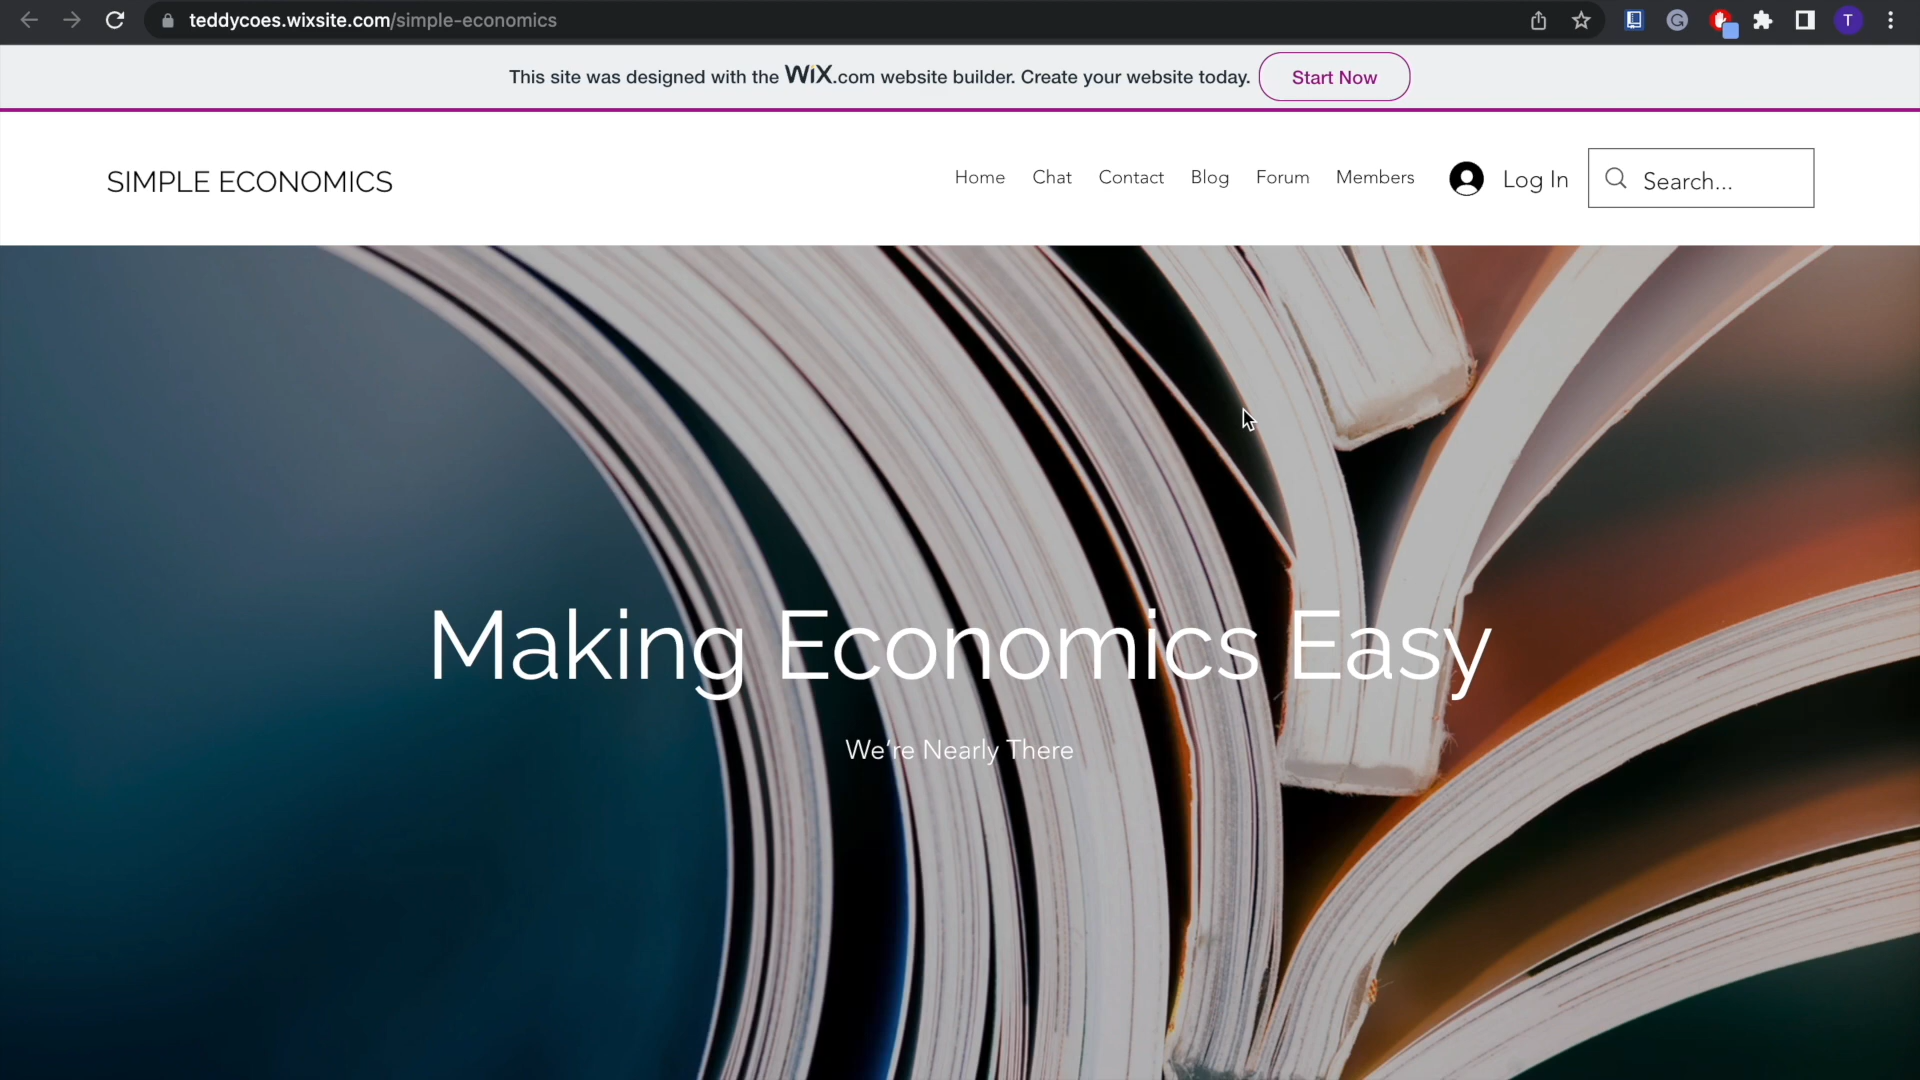 teddycoes.wixsite.com/simple-economics
T
This site was designed with the WiX.com website builder. Create your website today. Start Now
SIMPLE ECONOMICS
Home Chat Contact Blog Forum Members Log In Search...
Making Economics Easy
We're Nearly There